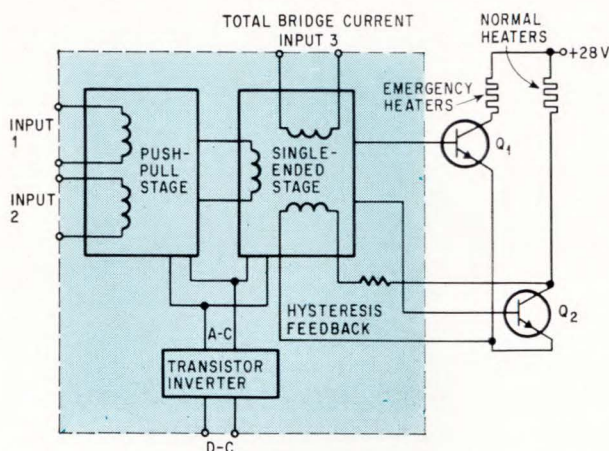 TOTAL BRIDGE CURRENT
INPUT 3
NORMAL
HEATERS
+28V
EMERGENCY
HEATERS
INPUT
1
INPUT
2
PUSH-
PULL
STAGE
SINGLE-
ENDED
STAGE
Q1
Q2
HYSTERESIS
FEEDBACK
A-C
TRANSISTOR
INVERTER
D-C